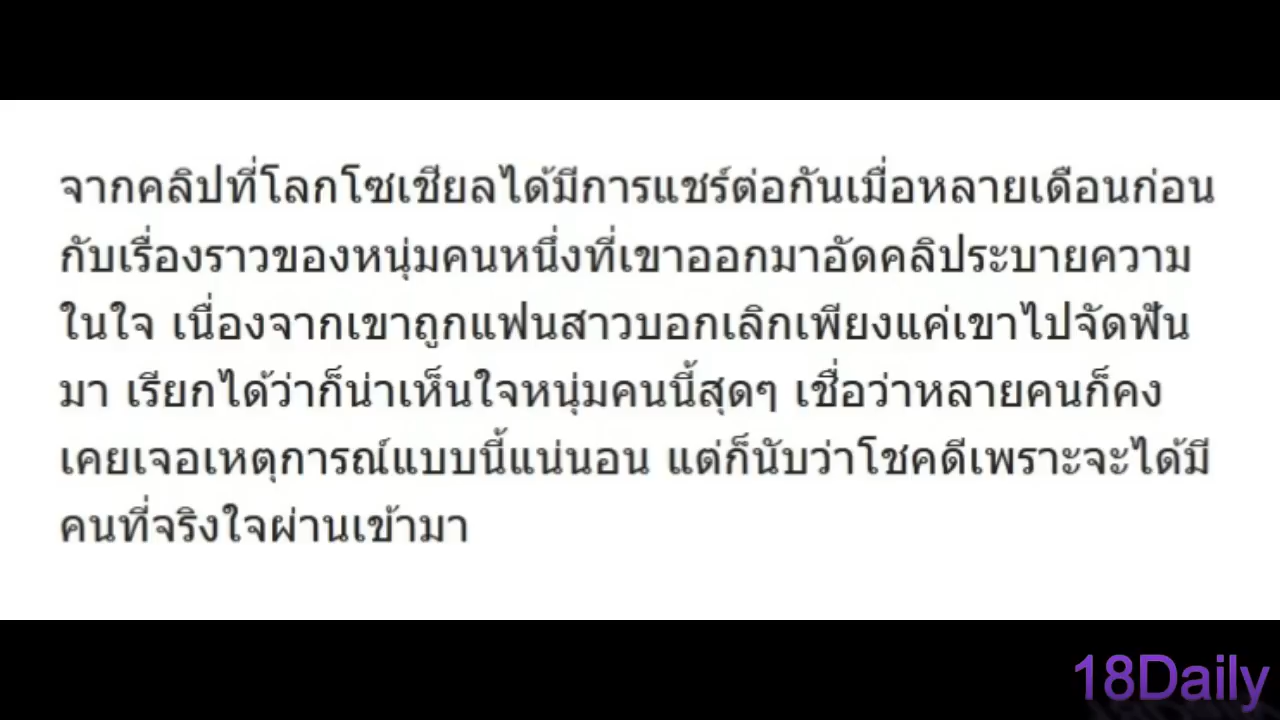 จากคลิปที่โลกโซเชียลได้มีการแชร์ต่อกันเมื่อหลายเดือนก่อน
กับเรื่องราวของหนุ่มคนหนึ่งที่เขาออกมาอัดคลิประบายความ
ในใจ เนื่องจากเขาถูกแฟนสาวบอกเลิกเพียงแค่เขาไปจัดฟัน
มา เรียกได้ว่าก็น่าเห็นใจหนุ่มคนนี้สุดๆ เชื่อว่าหลายคนก็คง
เคยเจอเหตุการณ์แบบนี้แน่นอน แต่ก็นับว่าโชคดีเพราะจะได้มี
คนที่จริงใจผ่านเข้ามา
18Daily